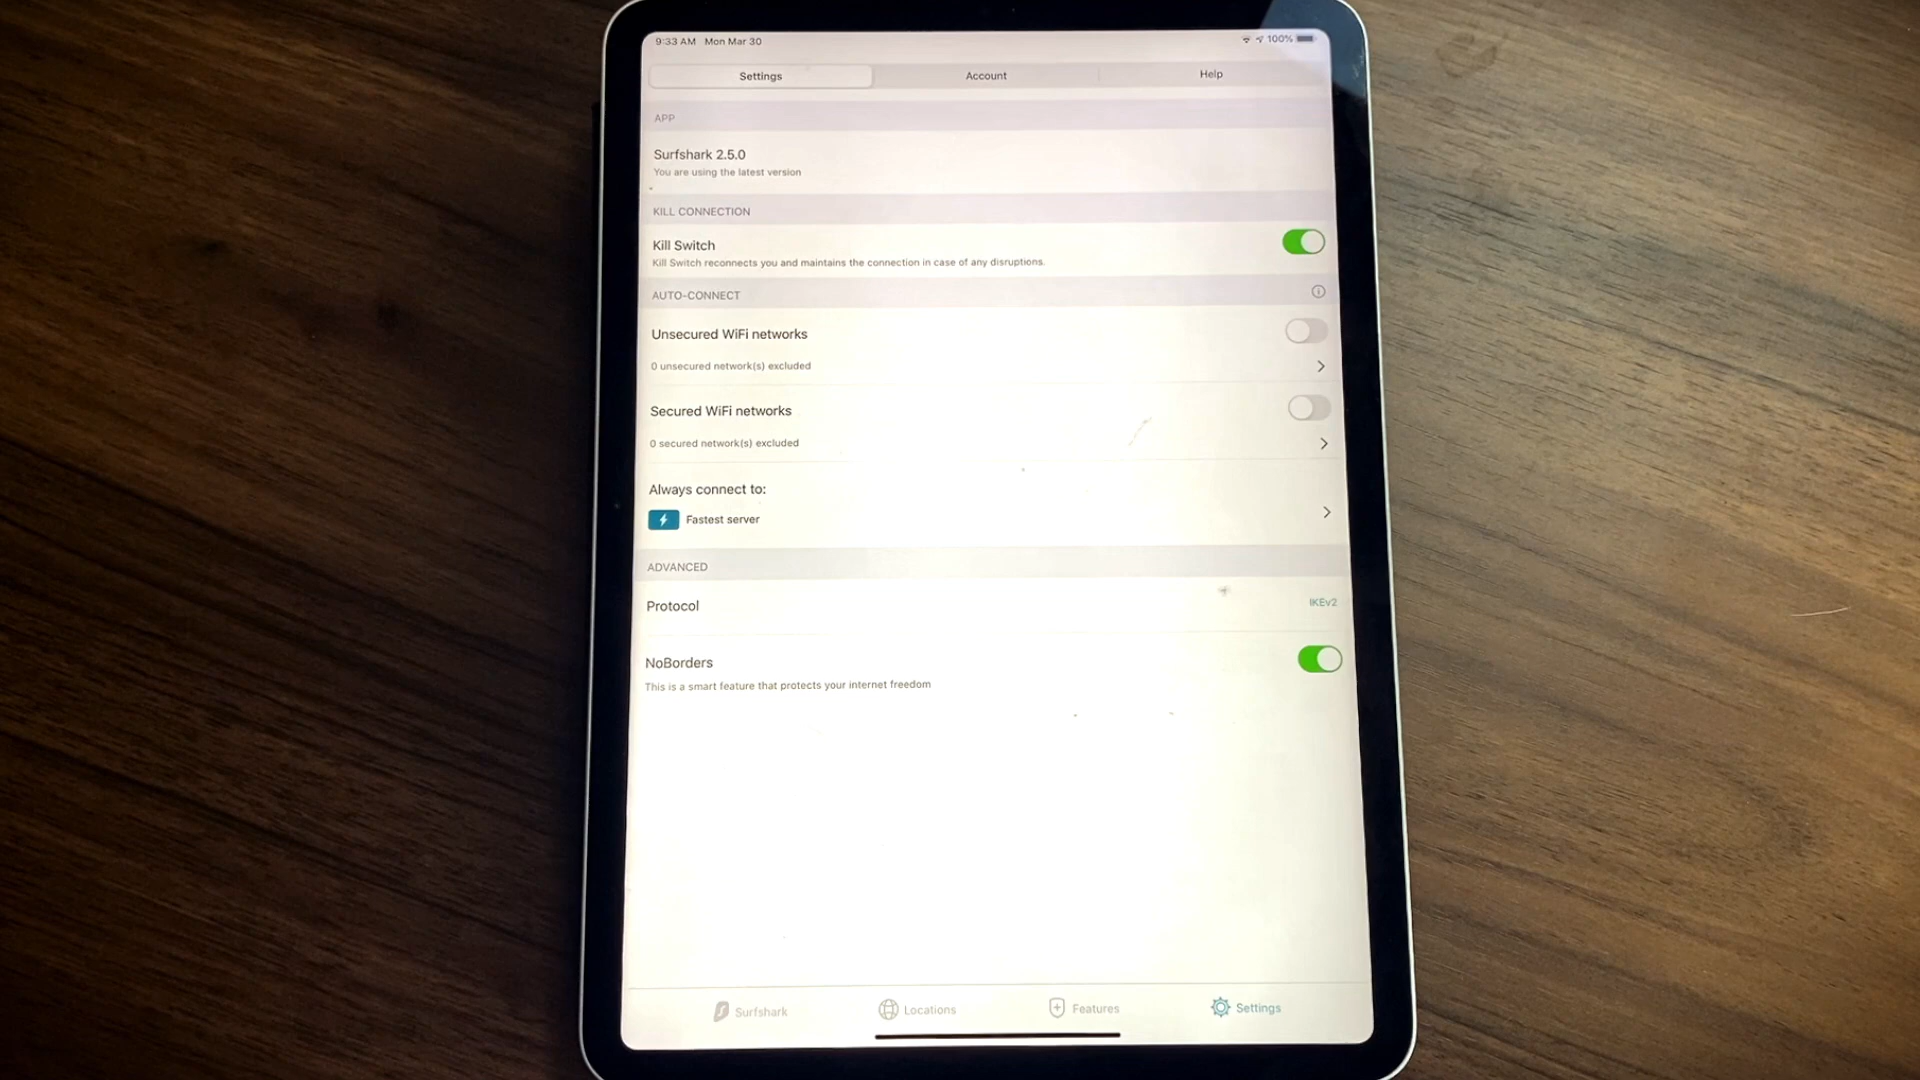 9:33 AM Mon Mar 30 100%
Settings Account Help
APP
Surfshark 2.5.0
You are using the latest version
KILL CONNECTION
Kill Switch
Kill Switch reconnects you and maintains the connection in case of any disruptions.
AUTO-CONNECT
Unsecured WiFi networks
0 unsecured network(s) excluded
Secured WiFi networks
0 secured network(s) excluded
Always connect to:
Fastest server
ADVANCED
Protocol IKEv2
NoBorders
This is a smart feature that protects your internet freedom
Surfshark Locations Features Settings